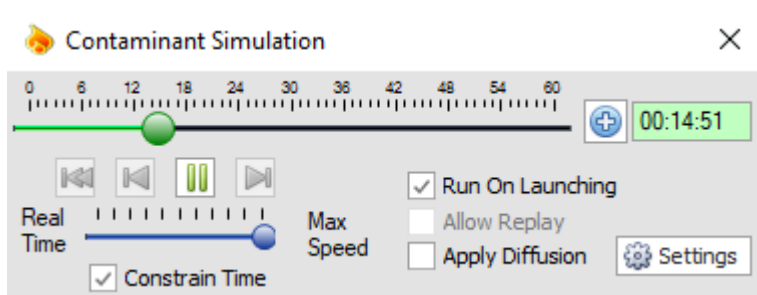 Contaminant Simulation
0 6 12 18 24 30 36 42 48 54 60
00:14:51
Run On Launching
Real Time
Max Speed
Allow Replay
Apply Diffusion
Settings
Constrain Time